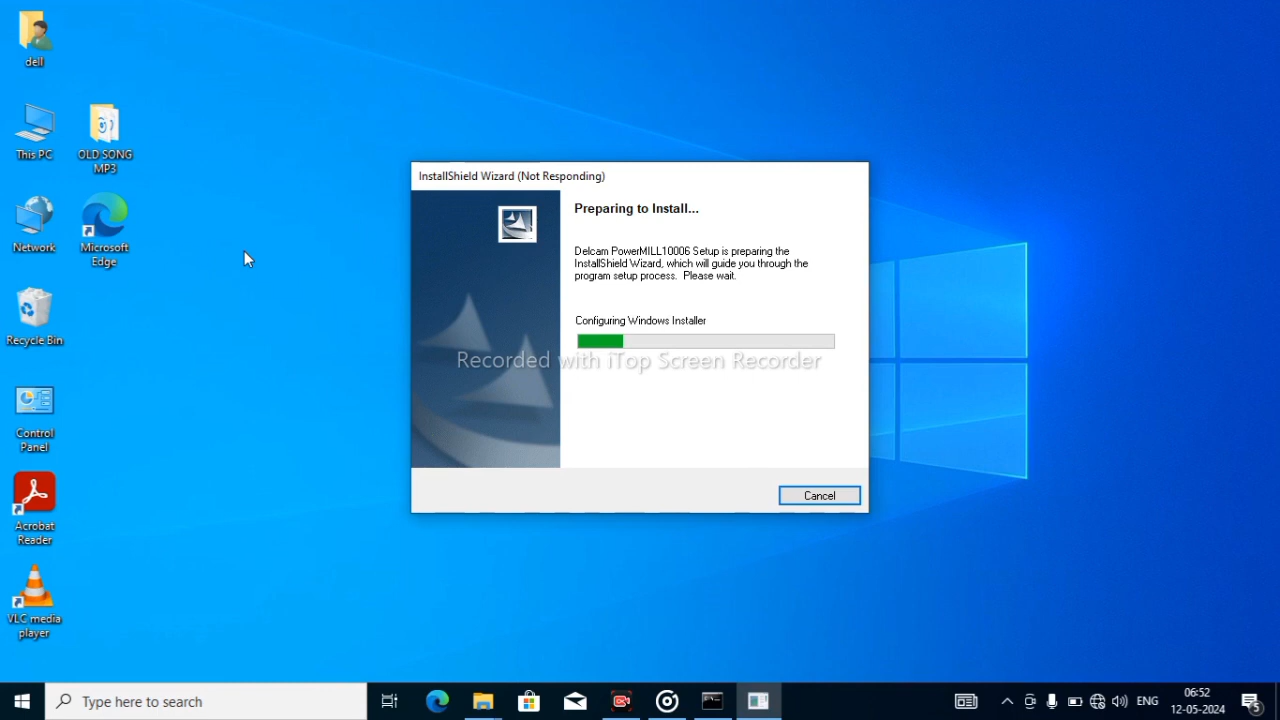 dell
This PC
OLD SONG
MP3
Network
Microsoft
Edge
Recycle Bin
Control
Panel
Acrobat
Reader
VLC media
player
InstallShield Wizard (Not Responding)
Preparing to Install...
Delcam PowerMILL10006 Setup is preparing the
InstallShield Wizard, which will guide you through the
program setup process. Please wait.
Configuring Windows Installer
Recorded with iTop Screen Recorder
Cancel
Type here to search
ENG
06:52
12-05-2024
5